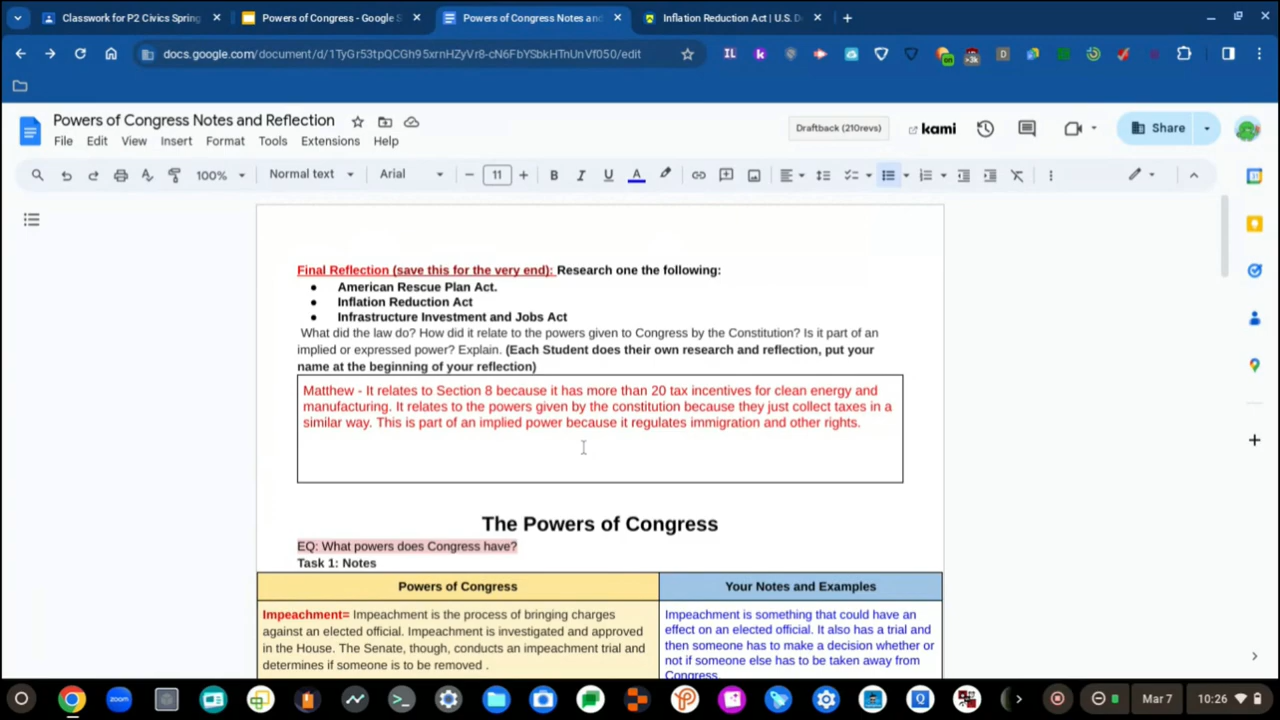 Classwork for P2 Civics Spring
Powers of Congress - Google S
Powers of Congress Notes and
Inflation Reduction Act | U.S. D
docs.google.com/document/d/1TyGr53tpQCGh95xrnHZyVr8-cN6FbYSbkHTnUnVf050/edit
Powers of Congress Notes and Reflection
Draftback (210revs)
kami
Share
File Edit View Insert Format Tools Extensions Help
100% Normal text Arial 11
Final Reflection (save this for the very end): Research one the following:
● American Rescue Plan Act.
● Inflation Reduction Act
● Infrastructure Investment and Jobs Act
What did the law do? How did it relate to the powers given to Congress by the Constitution? Is it part of an
implied or expressed power? Explain. (Each Student does their own research and reflection, put your
name at the beginning of your reflection)
Matthew - It relates to Section 8 because it has more than 20 tax incentives for clean energy and
manufacturing. It relates to the powers given by the constitution because they just collect taxes in a
similar way. This is part of an implied power because it regulates immigration and other rights.
The Powers of Congress
EQ: What powers does Congress have?
Task 1: Notes
Powers of Congress
Your Notes and Examples
Impeachment= Impeachment is the process of bringing charges
against an elected official. Impeachment is investigated and approved
in the House. The Senate, though, conducts an impeachment trial and
determines if someone is to be removed .
Impeachment is something that could have an
effect on an elected official. It also has a trial and
then someone has to make a decision whether or
not if someone else has to be taken away from
Congress.
zoom
Mar 7
10:26